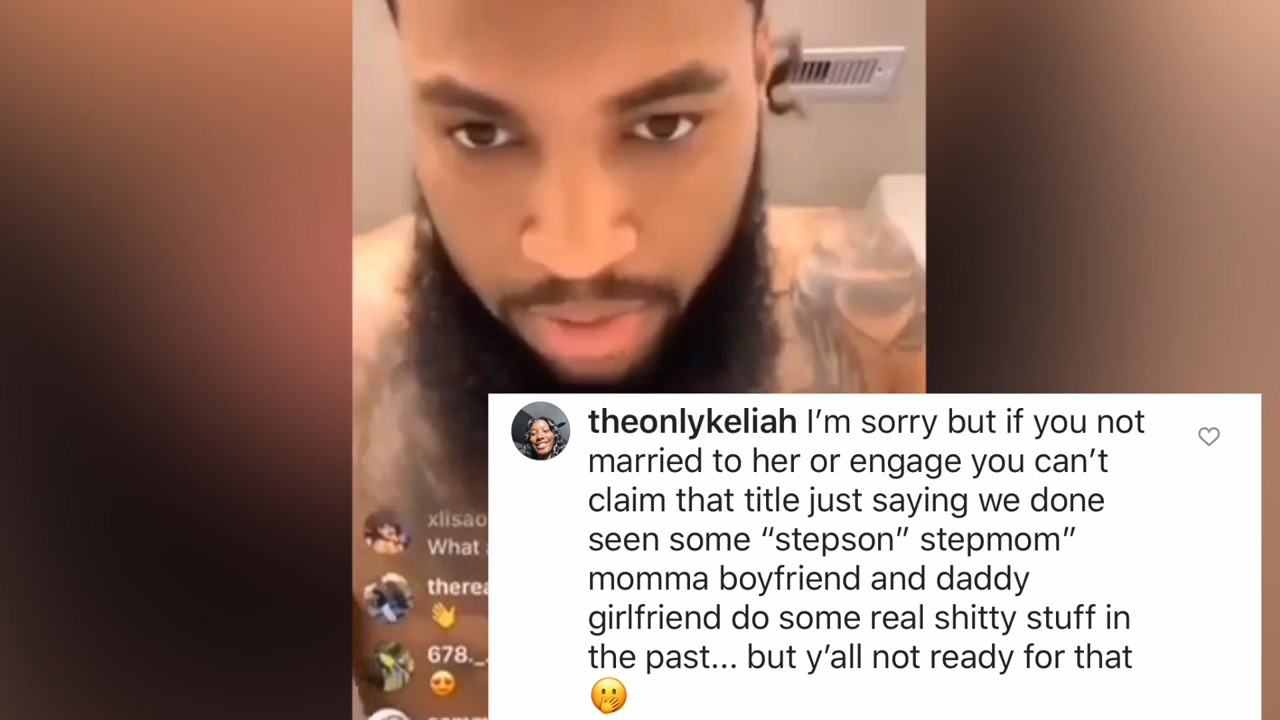 xlisao
What
therea
👋
678._.
😍
theonlykeliah I’m sorry but if you not
married to her or engage you can’t
claim that title just saying we done
seen some “stepson” stepmom”
momma boyfriend and daddy
girlfriend do some real shitty stuff in
the past... but y’all not ready for that
🤭